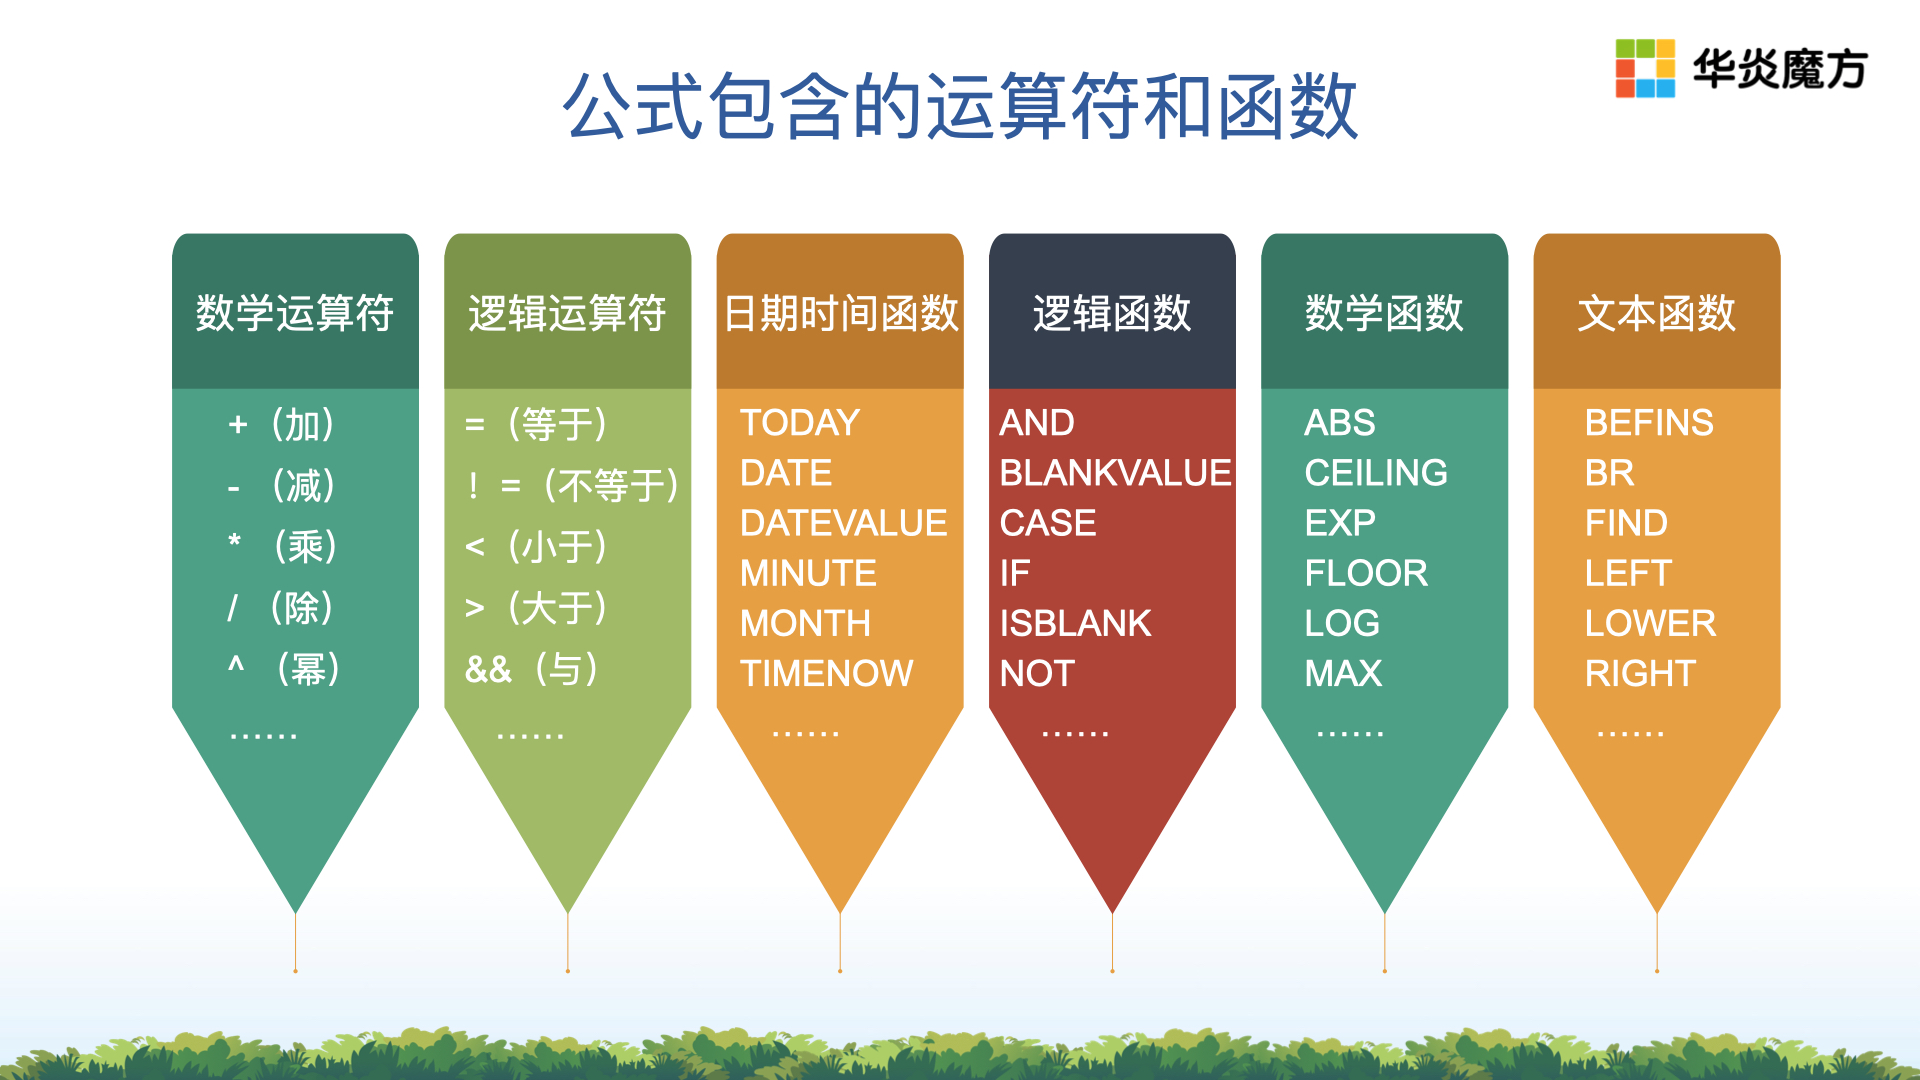 华炎魔方
公式包含的运算符和函数
数学运算符
+（加）
-（减）
*（乘）
/（除）
^（幂）
……
逻辑运算符
=（等于）
！=（不等于）
<（小于）
>（大于）
&&（与）
……
日期时间函数
TODAY
DATE
DATEVALUE
MINUTE
MONTH
TIMENOW
……
逻辑函数
AND
BLANKVALUE
CASE
IF
ISBLANK
NOT
……
数学函数
ABS
CEILING
EXP
FLOOR
LOG
MAX
……
文本函数
BEFINS
BR
FIND
LEFT
LOWER
RIGHT
……